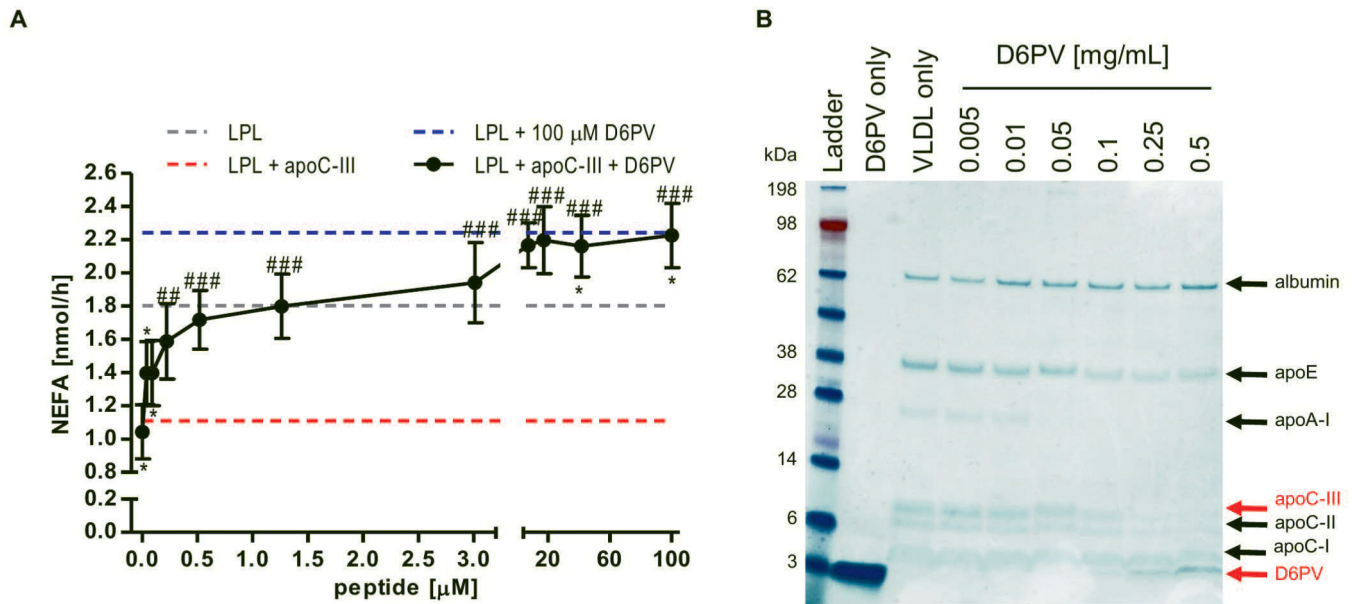 A
LPL
LPL + 100 μM D6PV
LPL + apoC-III
LPL + apoC-III + D6PV
NEFA [nmol/h]
2.6
2.4
2.2
2.0
1.8
1.6
1.4
1.2
1.0
0.8
0.2
0.0
*
*
*
##
###
###
###
###
###
###
###
*
*
0.0 0.5 1.0 1.5 2.0 2.5 3.0 20 40 60 80 100
peptide [μM]
B
D6PV [mg/mL]
Ladder
D6PV only
VLDL only
0.005
0.01
0.05
0.1
0.25
0.5
kDa
198
98
62
38
28
14
6
3
albumin
apoE
apoA-I
apoC-III
apoC-II
apoC-I
D6PV